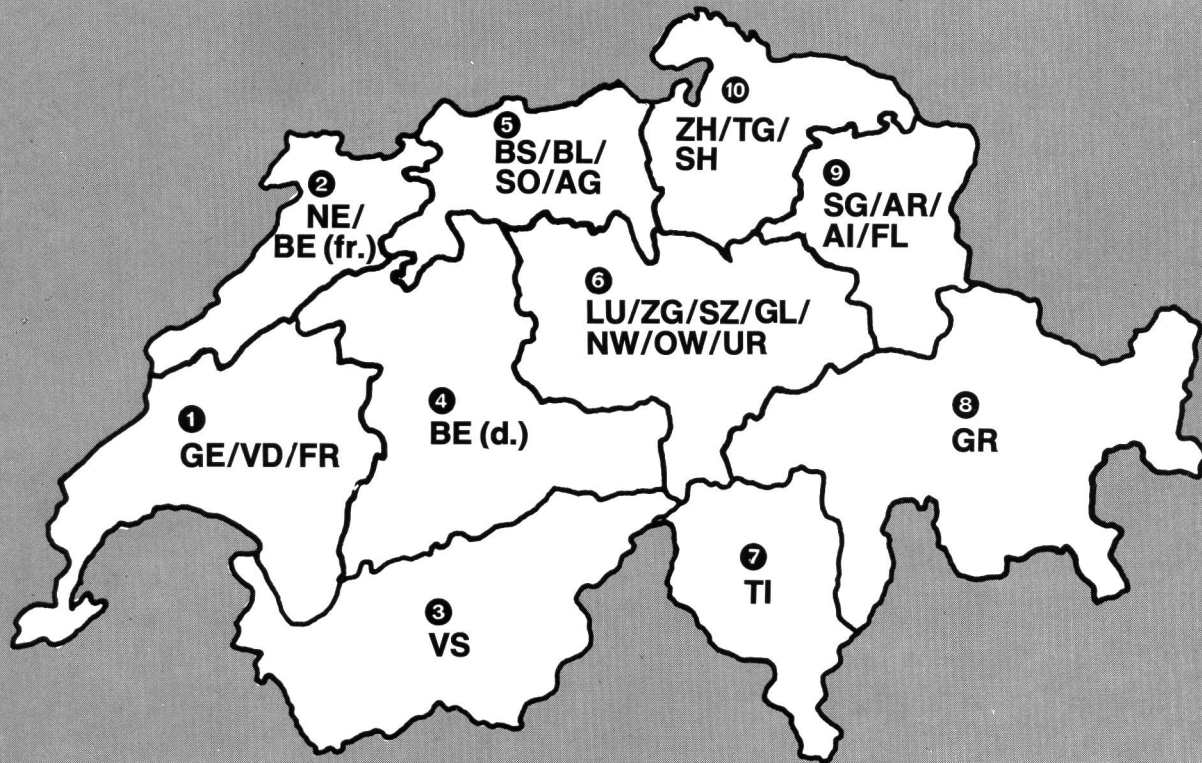 1
GE/VD/FR
2
NE/
BE (fr.)
3
VS
4
BE (d.)
5
BS/BL/
SO/AG
6
LU/ZG/SZ/GL/
NW/OW/UR
7
TI
8
GR
9
SG/AR/
AI/FL
10
ZH/TG/
SH